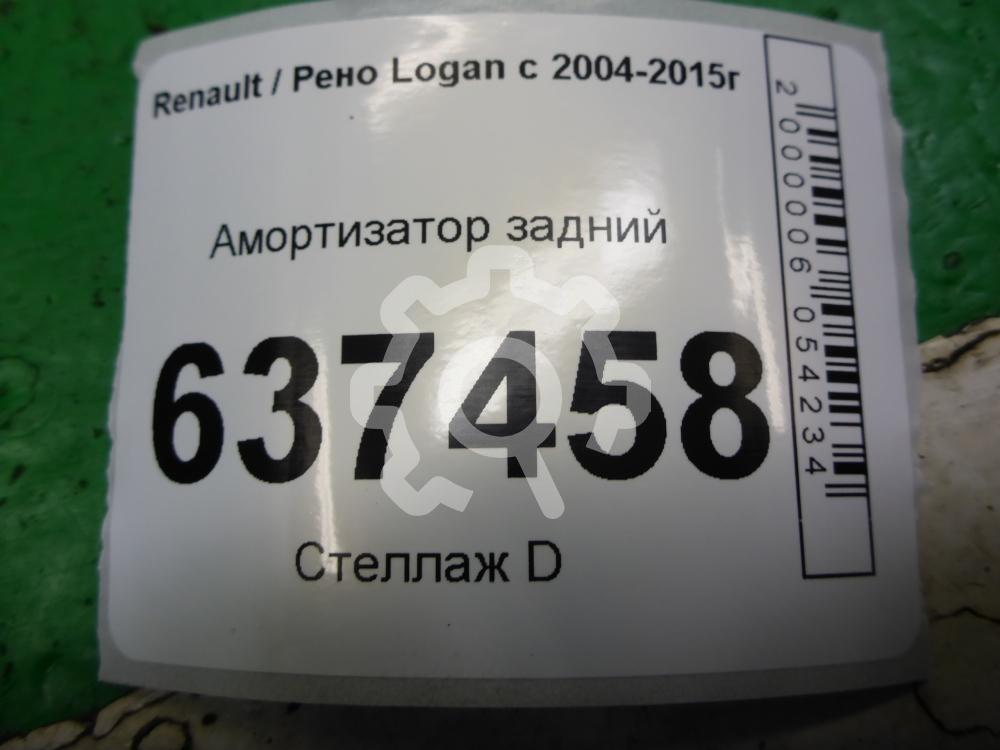 Renault / Рено Logan с 2004-2015г
Амортизатор задний
637458
Стеллаж D
2000006054234